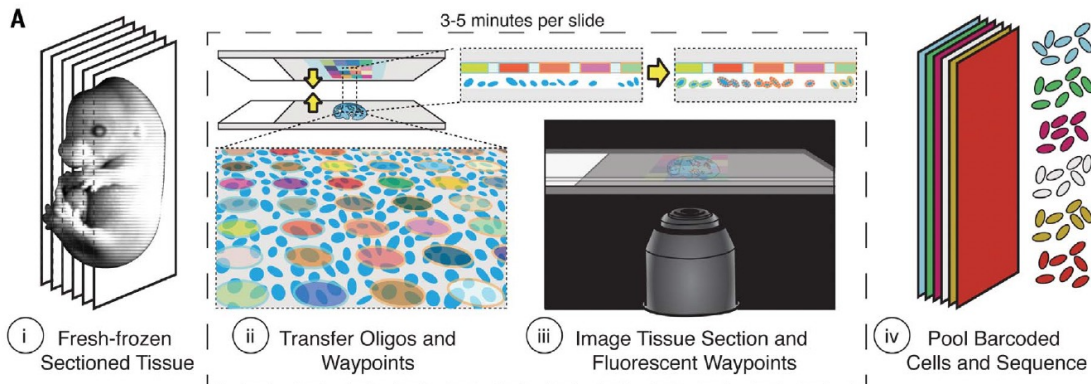 A
3-5 minutes per slide
i
Fresh-frozen
Sectioned Tissue
ii
Transfer Oligos and
Waypoints
iii
Image Tissue Section and
Fluorescent Waypoints
iv
Pool Barcoded
Cells and Sequence